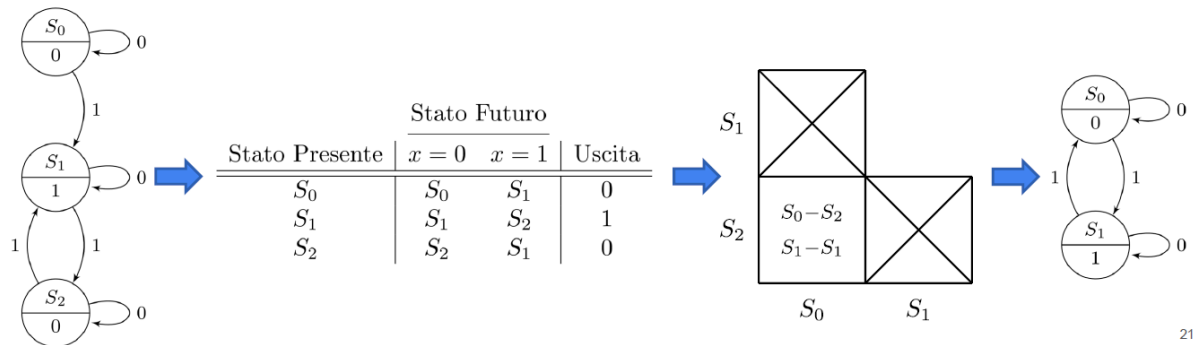 S₀
0
0
1
S₁
1
0
1
1
S₂
0
0
Stato Futuro
Stato Presente x = 0 x = 1 Uscita
S₀ S₀ S₁ 0
S₁ S₁ S₂ 1
S₂ S₂ S₁ 0
S₁
S₂
S₀–S₂
S₁–S₁
S₀ S₁
S₀
0
0
1
1
S₁
1
0
21